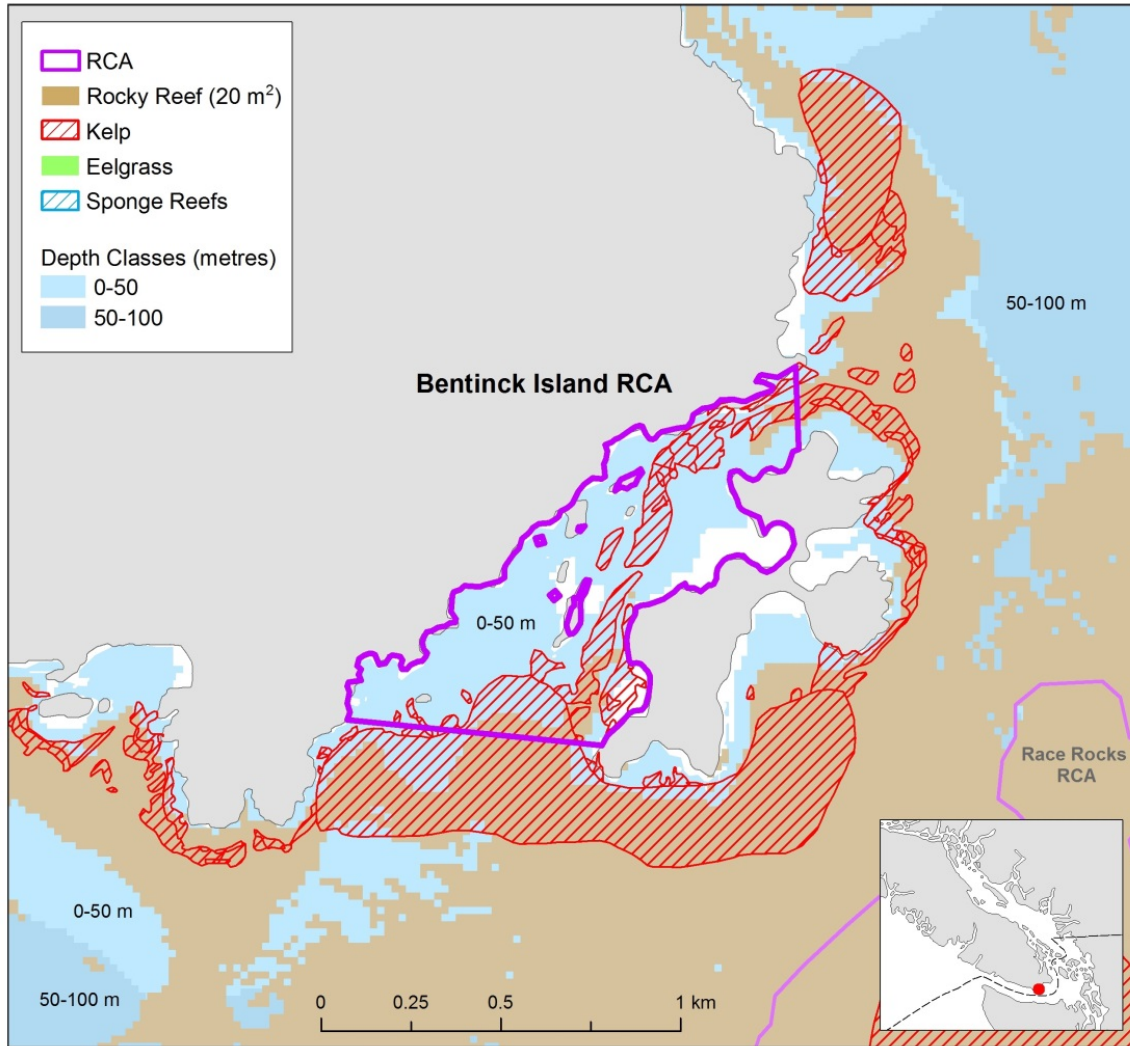 RCA
Rocky Reef (20 m²)
Kelp
Eelgrass
Sponge Reefs
Depth Classes (metres)
0-50
50-100
50-100 m
Bentinck Island RCA
0-50 m
Race Rocks
RCA
0-50 m
50-100 m
0 0.25 0.5 1 km